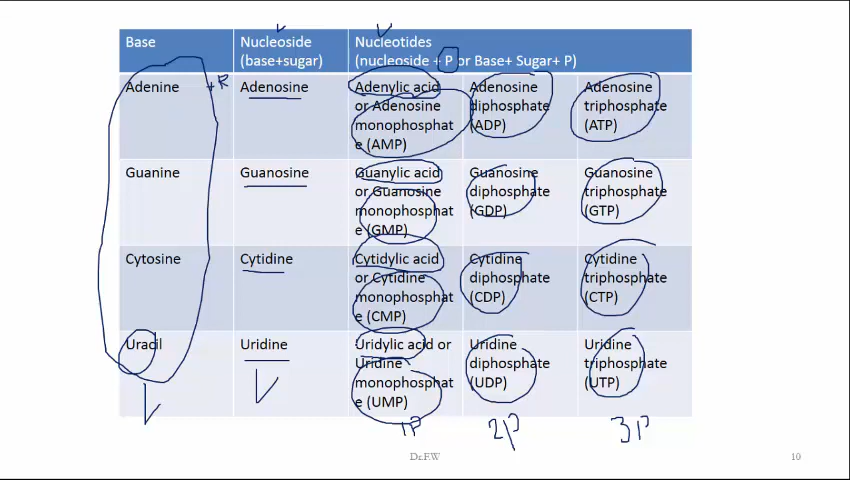 Base
Nucleoside
(base+sugar)
Nucleotides
(nucleoside + P or Base+ Sugar+ P)
Adenine
+R
Adenosine
Adenylic acid
or Adenosine
monophosphat
e (AMP)
Adenosine
diphosphate
(ADP)
Adenosine
triphosphate
(ATP)
Guanine
Guanosine
Guanylic acid
or Guanosine
monophosphat
e (GMP)
Guanosine
diphosphate
(GDP)
Guanosine
triphosphate
(GTP)
Cytosine
Cytidine
Cytidylic acid
or Cytidine
monophosphat
e (CMP)
Cytidine
diphosphate
(CDP)
Cytidine
triphosphate
(CTP)
Uracil
Uridine
Uridylic acid or
Uridine
monophosphat
e (UMP)
Uridine
diphosphate
(UDP)
Uridine
triphosphate
(UTP)
1P
2P
3P
Dr.F.W
10